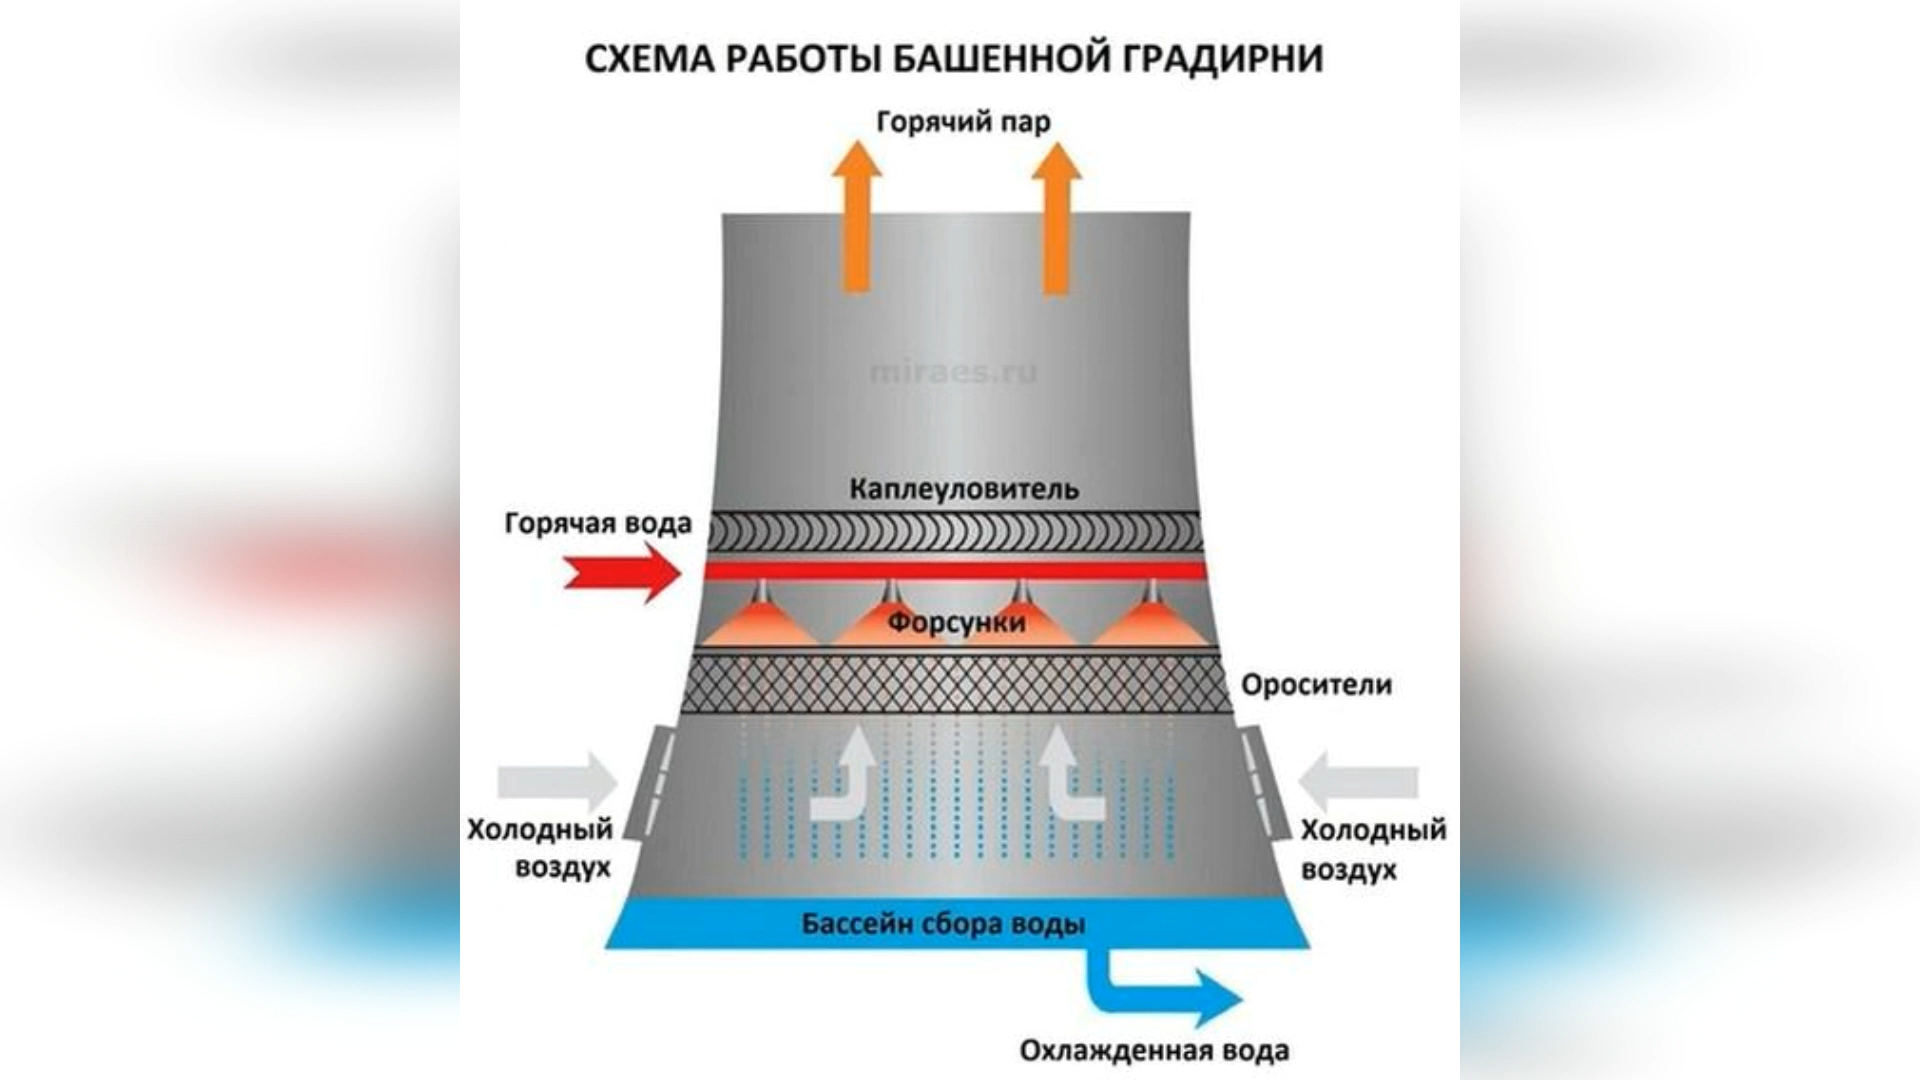 СХЕМА РАБОТЫ БАШЕННОЙ ГРАДИРНИ
Горячий пар
miraes.ru
Каплеуловитель
Горячая вода
Форсунки
Оросители
Холодный
воздух
Холодный
воздух
Бассейн сбора воды
Охлажденная вода